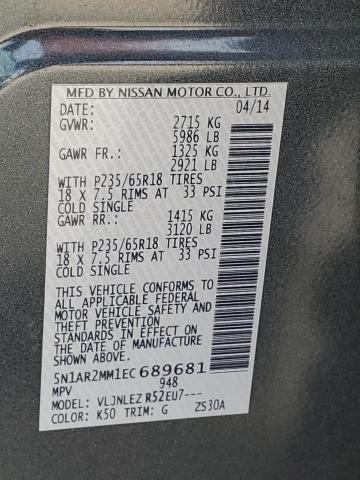 MFD BY NISSAN MOTOR CO., LTD.
DATE: 04/14
GVWR: 2715 KG
5986 LB
GAWR FR.: 1325 KG
2921 LB
WITH P235/65R18 TIRES
18 X 7.5 RIMS AT 33 PSI
COLD SINGLE
GAWR RR.: 1415 KG
3120 LB
WITH P235/65R18 TIRES
18 X 7.5 RIMS AT 33 PSI
COLD SINGLE
THIS VEHICLE CONFORMS TO
ALL APPLICABLE FEDERAL
MOTOR VEHICLE SAFETY AND
THEFT PREVENTION
STANDARDS IN EFFECT ON
THE DATE OF MANUFACTURE
SHOWN ABOVE.
5N1AR2MM1EC689681
MPV 948
MODEL: VLJNLEZ R52EU7---
COLOR: K50 TRIM: G ZS30A